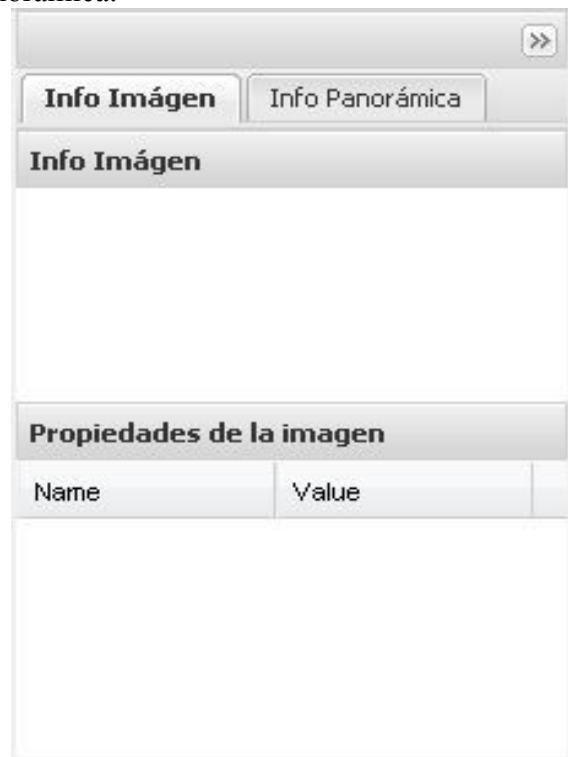 >>
Info Imágen Info Panorámica
Info Imágen
Propiedades de la imagen
Name Value